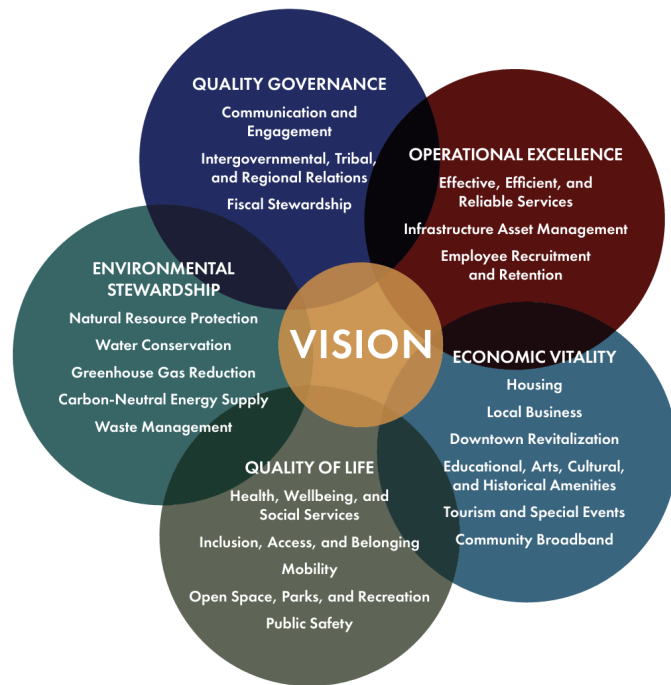 QUALITY GOVERNANCE
Communication and
Engagement
Intergovernmental, Tribal,
and Regional Relations
Fiscal Stewardship
OPERATIONAL EXCELLENCE
Effective, Efficient, and
Reliable Services
Infrastructure Asset Management
Employee Recruitment
and Retention
ENVIRONMENTAL
STEWARDSHIP
Natural Resource Protection
Water Conservation
Greenhouse Gas Reduction
Carbon-Neutral Energy Supply
Waste Management
VISION
ECONOMIC VITALITY
Housing
Local Business
Downtown Revitalization
Educational, Arts, Cultural,
and Historical Amenities
Tourism and Special Events
Community Broadband
QUALITY OF LIFE
Health, Wellbeing, and
Social Services
Inclusion, Access, and Belonging
Mobility
Open Space, Parks, and Recreation
Public Safety